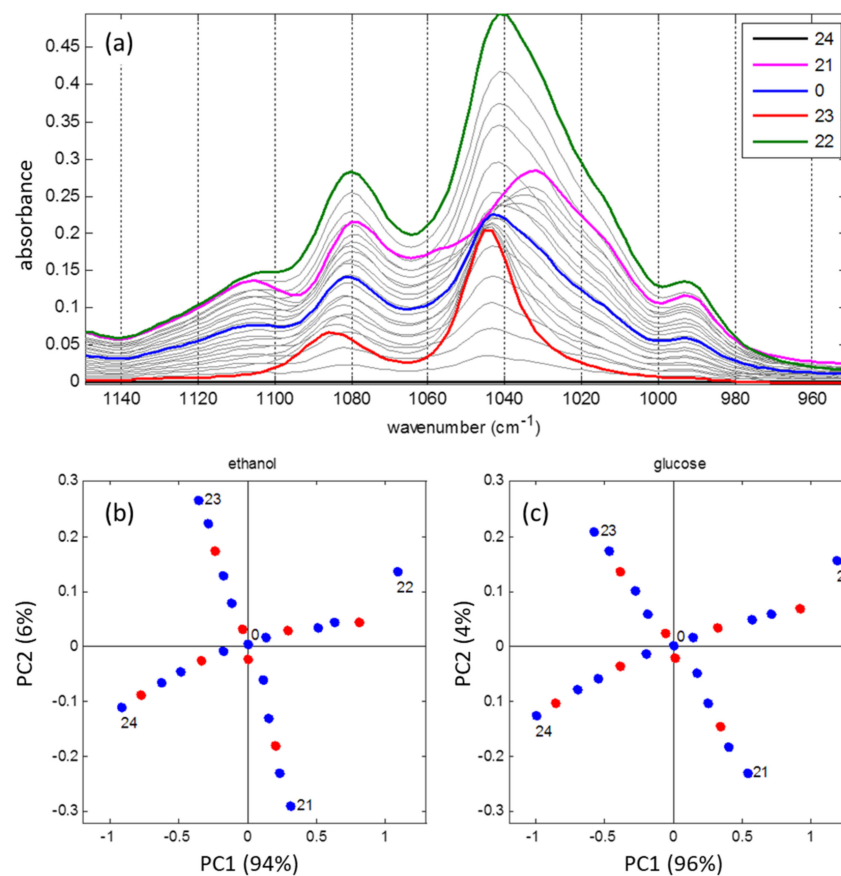 (a)
absorbance
0.45
0.4
0.35
0.3
0.25
0.2
0.15
0.1
0.05
0
24
21
0
23
22
1140 1120 1100 1080 1060 1040 1020 1000 980 960
wavenumber (cm-1)
ethanol
(b)
PC2 (6%)
0.3
0.2
0.1
0
-0.1
-0.2
-0.3
23
22
0
24
21
-1 -0.5 0 0.5 1
PC1 (94%)
glucose
(c)
PC2 (4%)
0.3
0.2
0.1
0
-0.1
-0.2
-0.3
23
2
0
24
21
-1 -0.5 0 0.5 1
PC1 (96%)